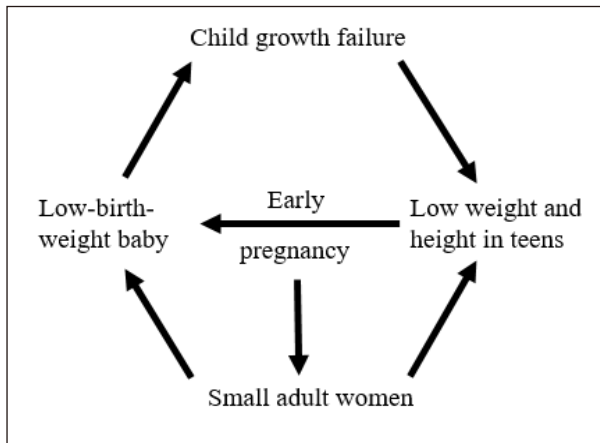 Child growth failure
Low-birth-
weight baby
Early
pregnancy
Low weight and
height in teens
Small adult women